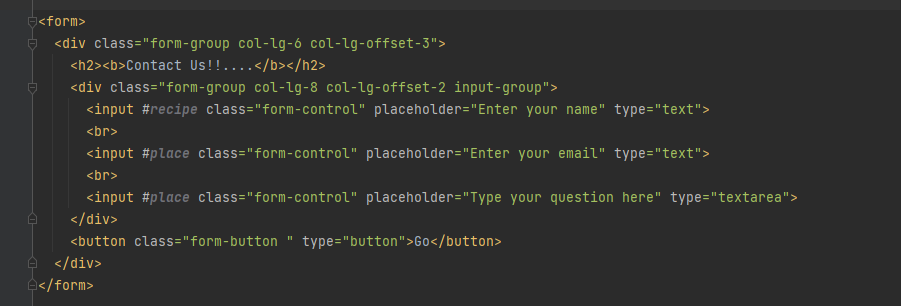 <form>
<div class="form-group col-lg-6 col-lg-offset-3">
<h2><b>Contact Us!!....</b></h2>
<div class="form-group col-lg-8 col-lg-offset-2 input-group">
<input #recipe class="form-control" placeholder="Enter your name" type="text">
<br>
<input #place class="form-control" placeholder="Enter your email" type="text">
<br>
<input #place class="form-control" placeholder="Type your question here" type="textarea">
</div>
<button class="form-button " type="button">Go</button>
</div>
</form>